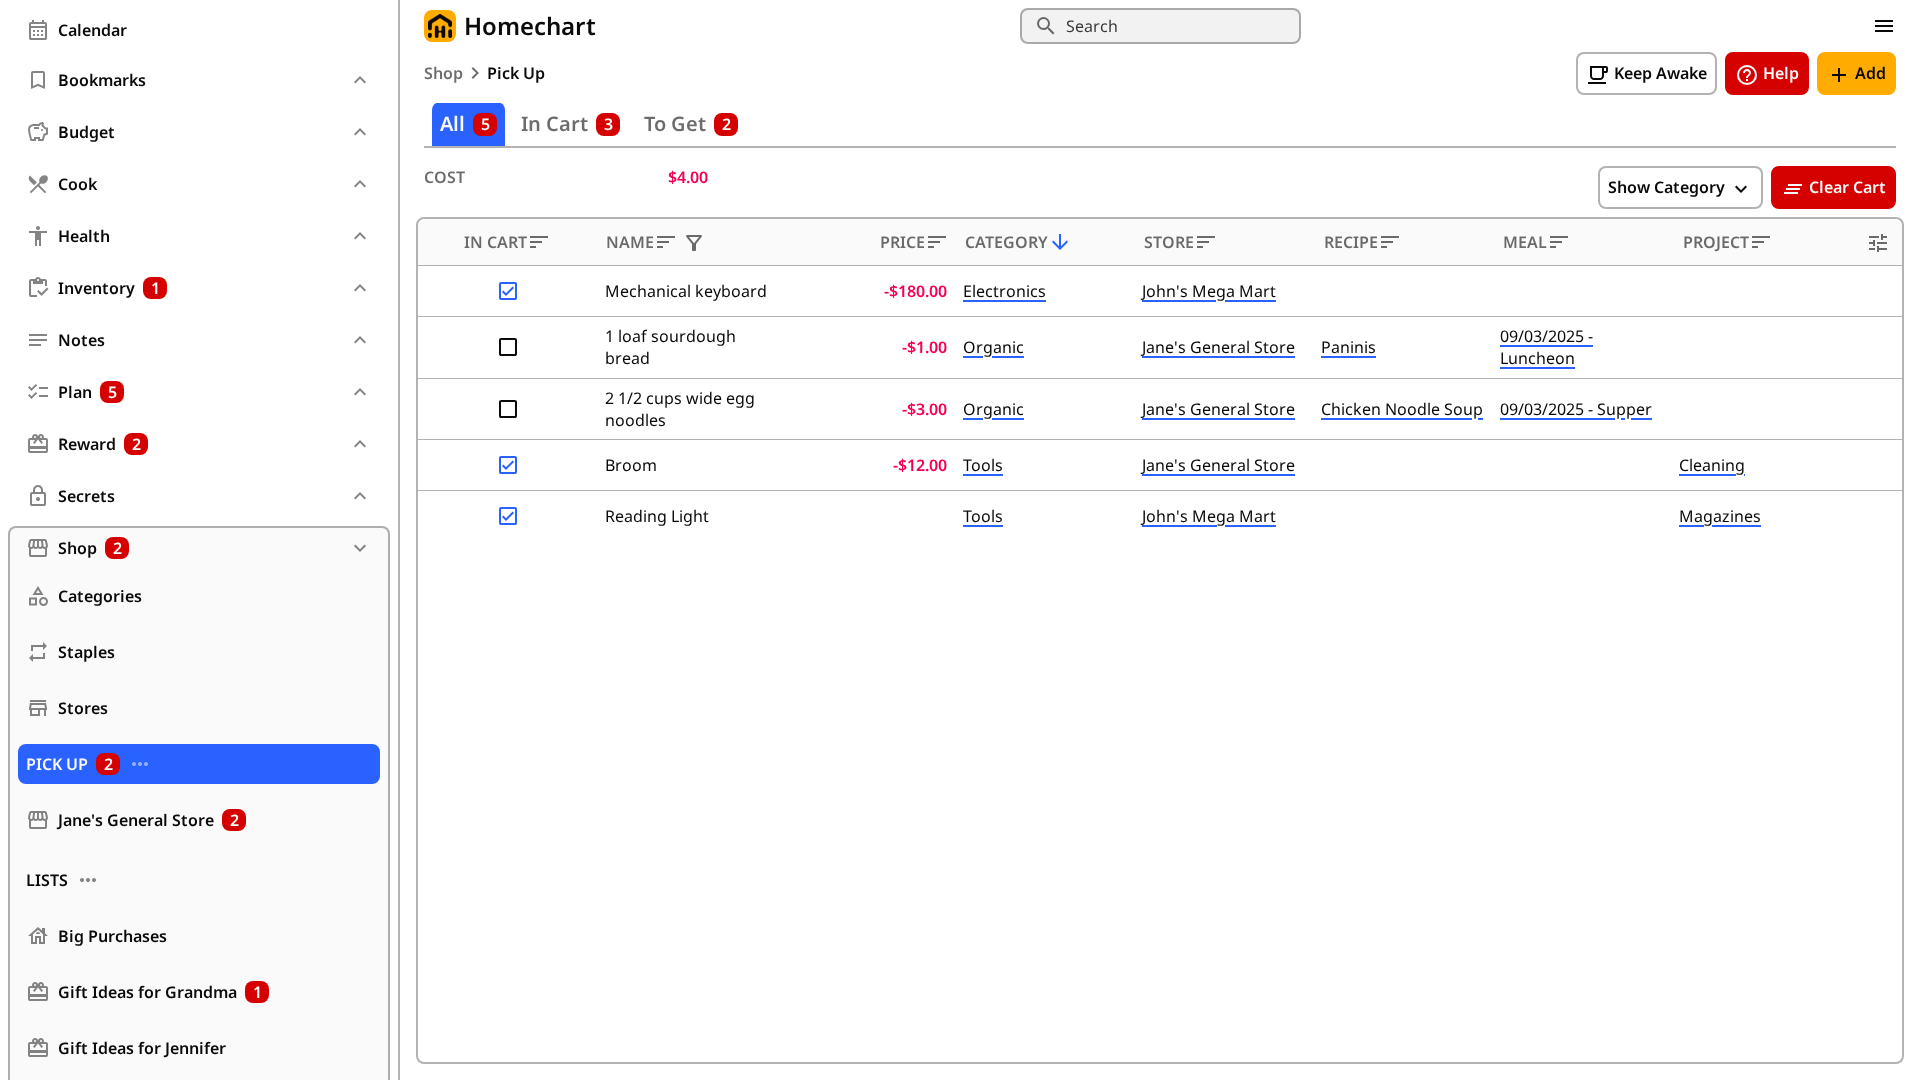 Calendar
Bookmarks
Budget
Cook
Health
Inventory 1
Notes
Plan 5
Reward 2
Secrets
Shop 2
Categories
Staples
Stores
PICK UP 2
Jane's General Store 2
LISTS
Big Purchases
Gift Ideas for Grandma 1
Gift Ideas for Jennifer
Homechart
Search
Shop > Pick Up
Keep Awake
Help
Add
All 5
In Cart 3
To Get 2
COST $4.00
Show Category
Clear Cart
IN CART NAME PRICE CATEGORY STORE RECIPE MEAL PROJECT
Mechanical keyboard -$180.00 Electronics John's Mega Mart
1 loaf sourdough
bread -$1.00 Organic Jane's General Store Paninis 09/03/2025 -
Luncheon
2 1/2 cups wide egg
noodles -$3.00 Organic Jane's General Store Chicken Noodle Soup 09/03/2025 - Supper
Broom -$12.00 Tools Jane's General Store Cleaning
Reading Light Tools John's Mega Mart Magazines